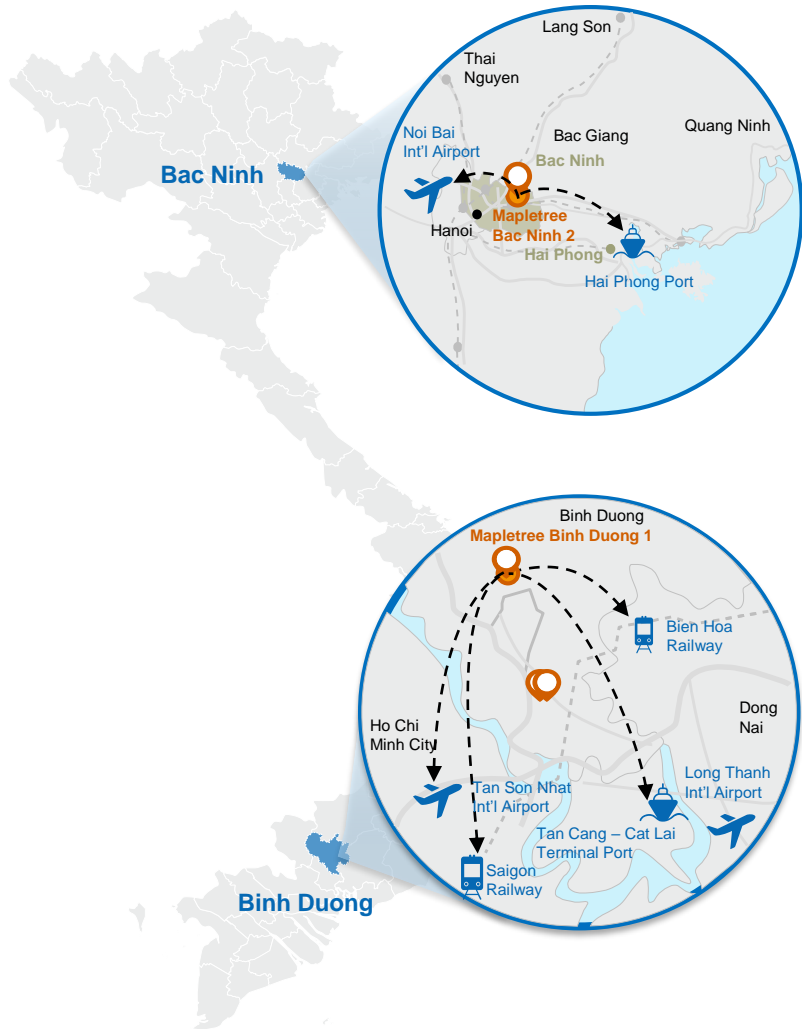 Lang Son
Thai
Nguyen
Noi Bai
Int'l Airport
Bac Giang
Quang Ninh
Bac Ninh
Bac Ninh
Mapletree
Bac Ninh 2
Hanoi
Hai Phong
Hai Phong Port
Binh Duong
Mapletree Binh Duong 1
Bien Hoa
Railway
Ho Chi
Minh City
Dong
Nai
Tan Son Nhat
Int'l Airport
Long Thanh
Int'l Airport
Tan Cang – Cat Lai
Terminal Port
Saigon
Railway
Binh Duong